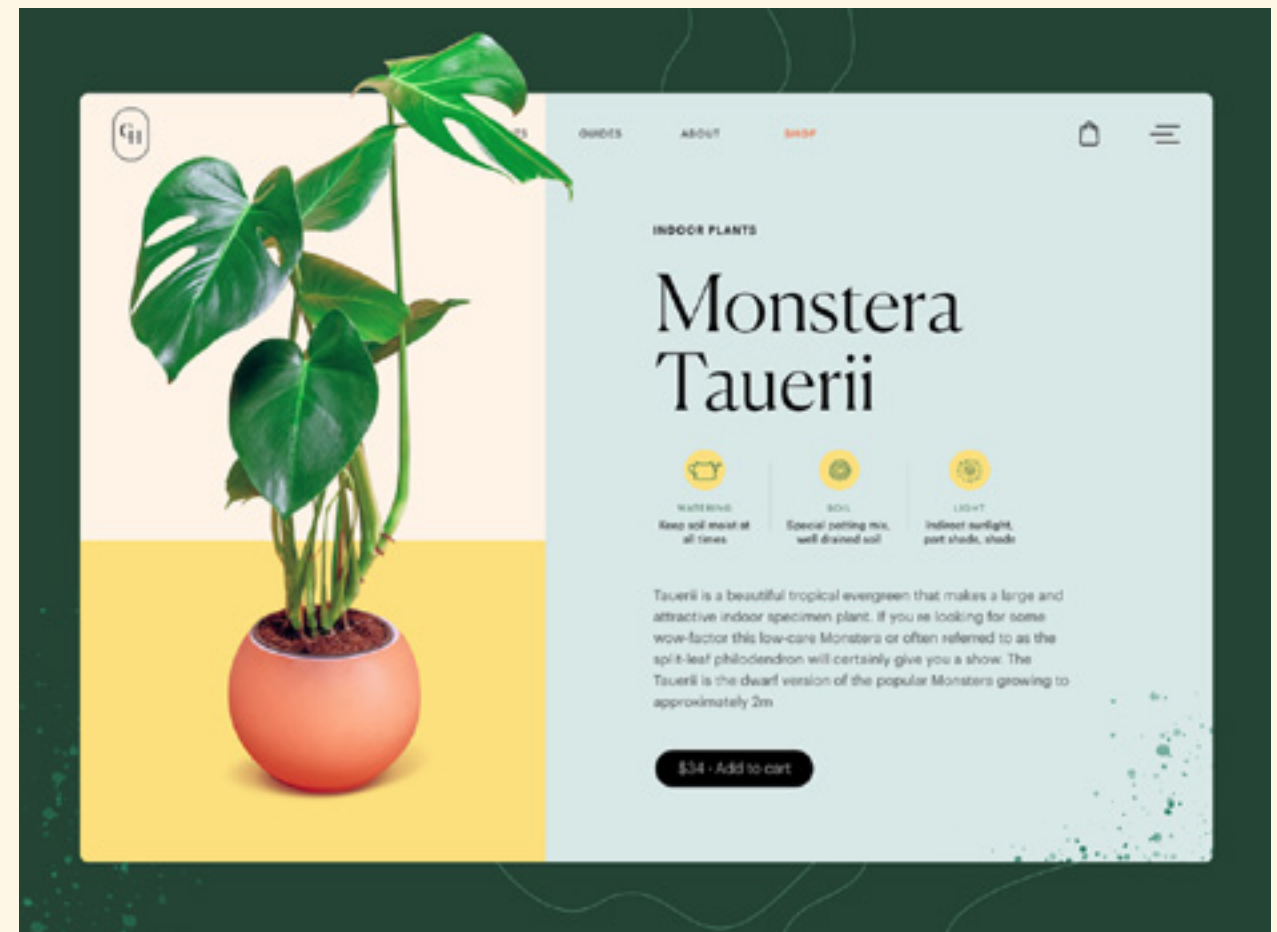 GH
GUIDES
ABOUT
SHOP
INDOOR PLANTS
Monstera
Tauerii
WATERING
SOIL
LIGHT
Keep soil moist at
all times
Special potting mix,
well drained soil
Indirect sunlight,
part shade, shade
Tauerii is a beautiful tropical evergreen that makes a large and
attractive indoor specimen plant. If you re looking for some
wow-factor this low-care Monstera or often referred to as the
split-leaf philodendron will certainly give you a show. The
Tauerii is the dwarf version of the popular Monstera growing to
approximately 2m
$34 · Add to cart